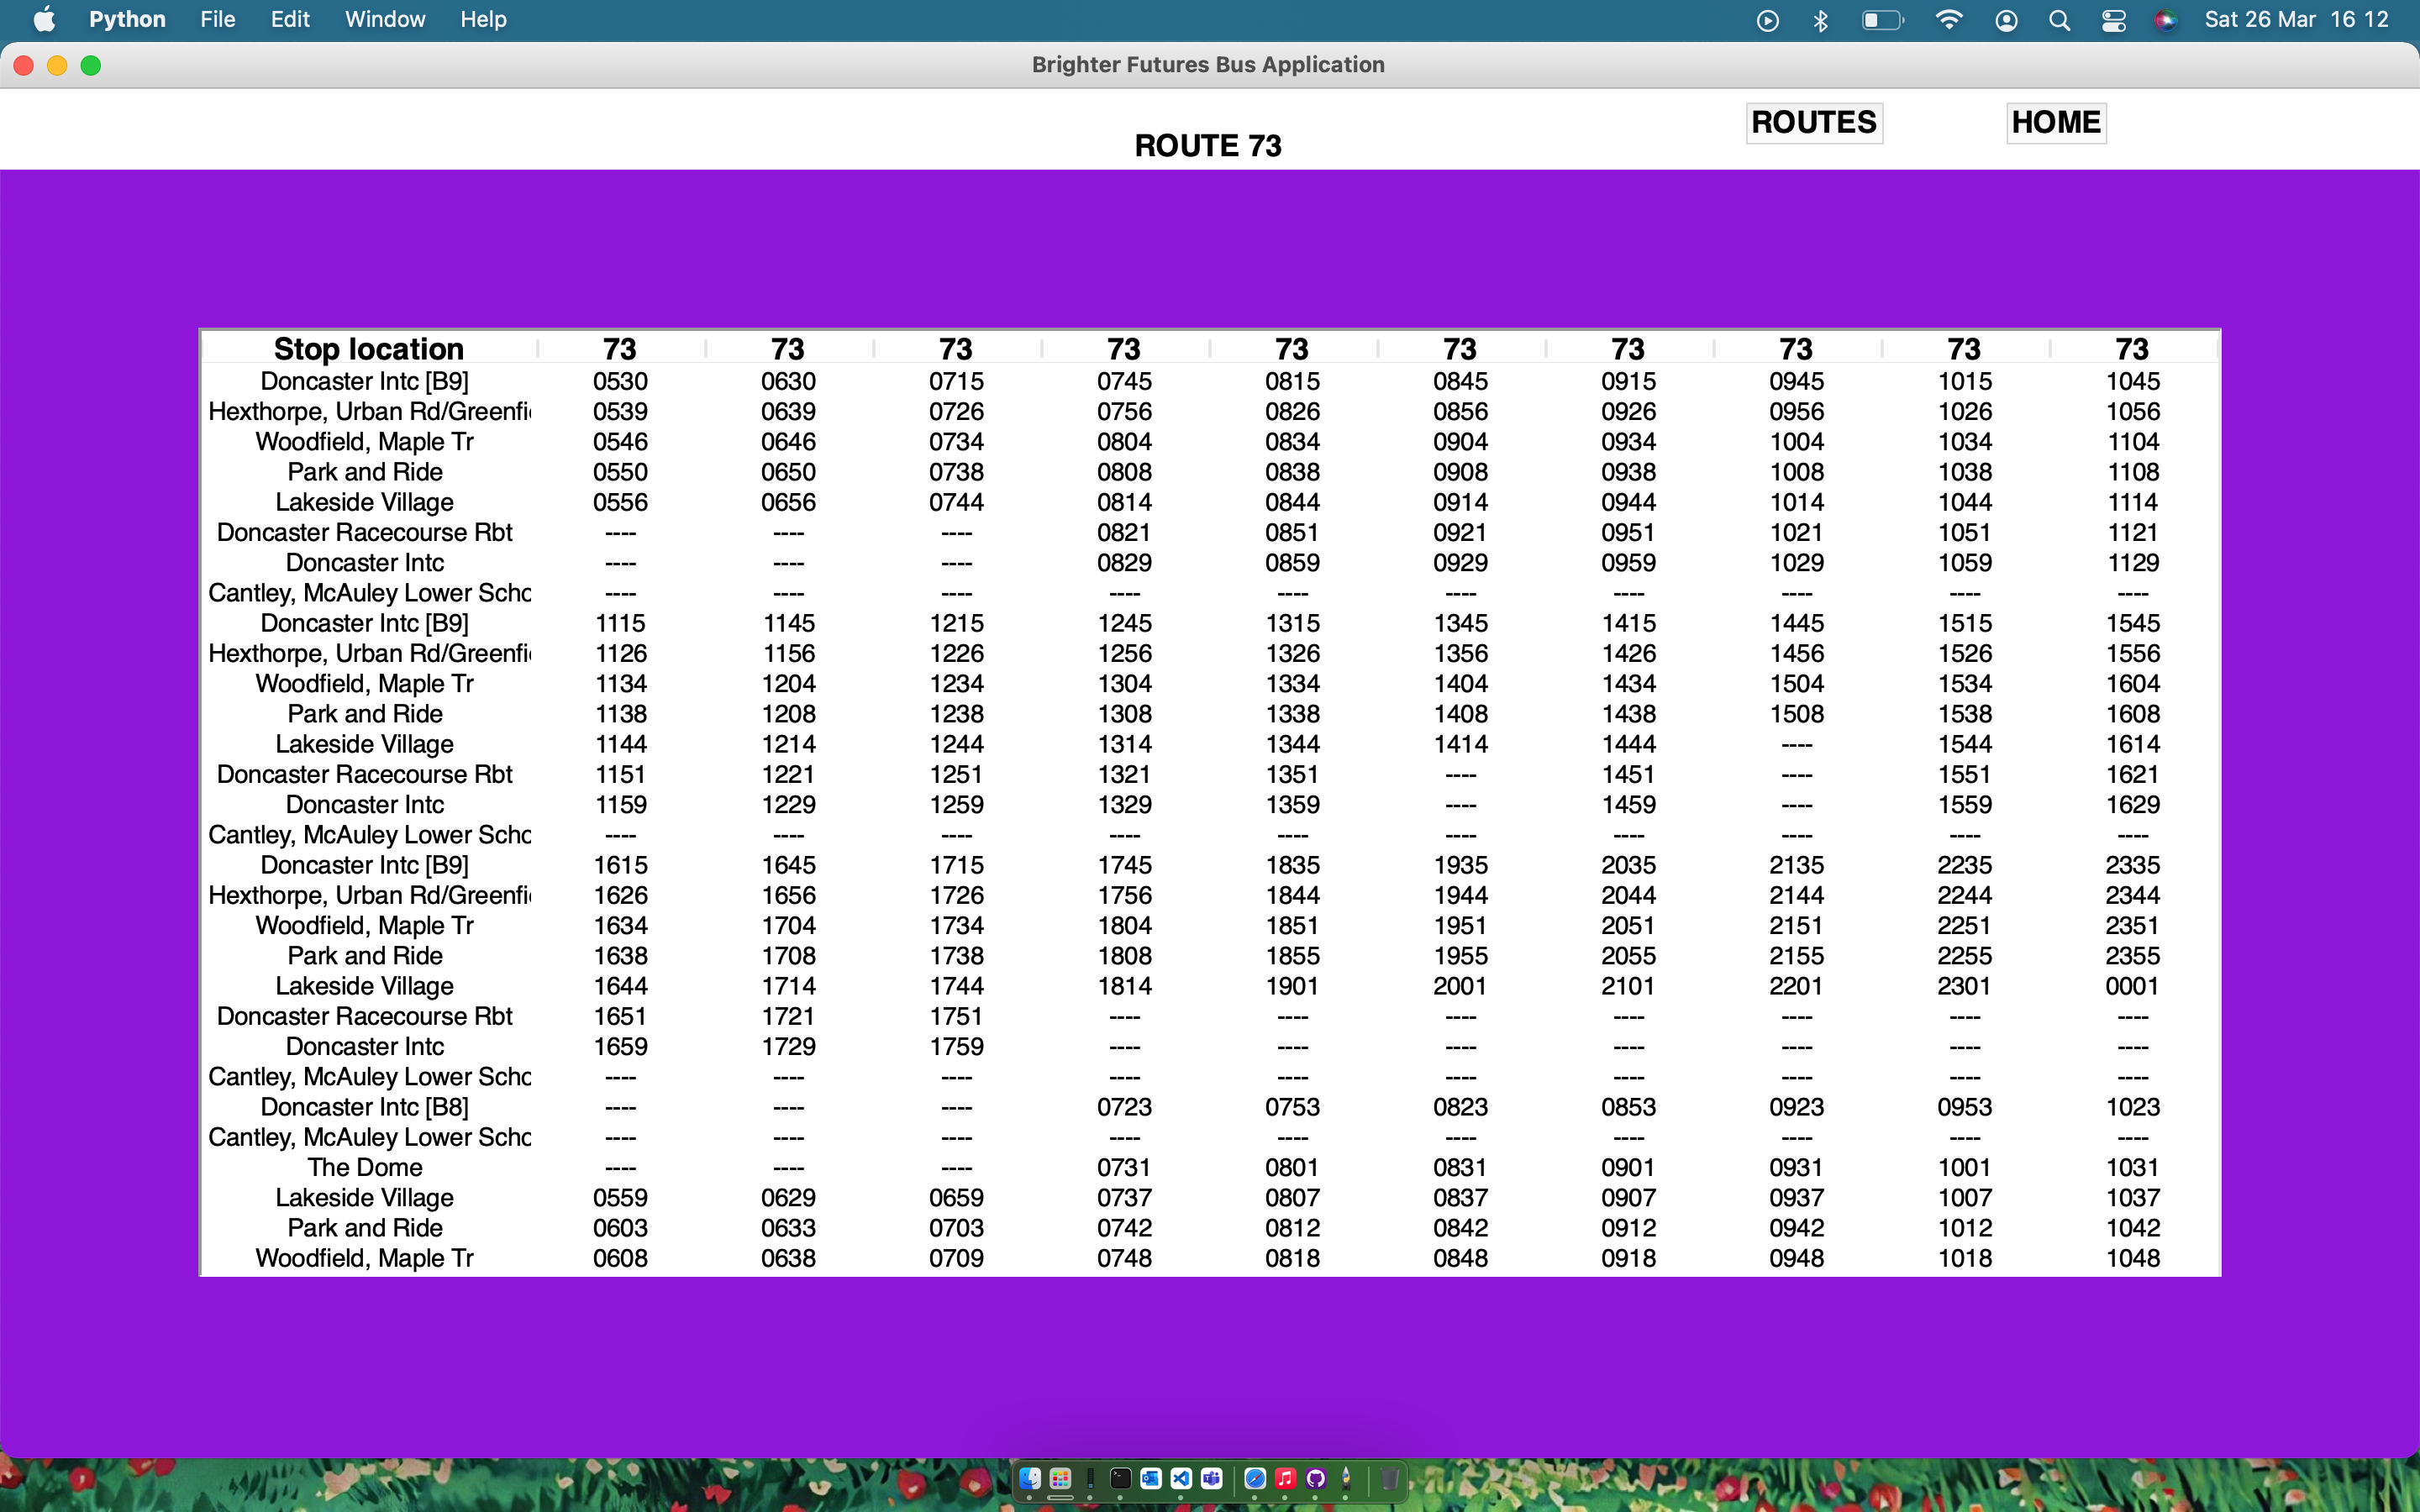 Python File Edit Window Help Sat 26 Mar 16 12
Brighter Futures Bus Application
ROUTES HOME
ROUTE 73
Stop location 73 73 73 73 73 73 73 73 73 73
Doncaster Intc [B9] 0530 0630 0715 0745 0815 0845 0915 0945 1015 1045
Hexthorpe, Urban Rd/Greenfi 0539 0639 0726 0756 0826 0856 0926 0956 1026 1056
Woodfield, Maple Tr 0546 0646 0734 0804 0834 0904 0934 1004 1034 1104
Park and Ride 0550 0650 0738 0808 0838 0908 0938 1008 1038 1108
Lakeside Village 0556 0656 0744 0814 0844 0914 0944 1014 1044 1114
Doncaster Racecourse Rbt ---- ---- ---- 0821 0851 0921 0951 1021 1051 1121
Doncaster Intc ---- ---- ---- 0829 0859 0929 0959 1029 1059 1129
Cantley, McAuley Lower Scho ---- ---- ---- ---- ---- ---- ---- ---- ---- ----
Doncaster Intc [B9] 1115 1145 1215 1245 1315 1345 1415 1445 1515 1545
Hexthorpe, Urban Rd/Greenfi 1126 1156 1226 1256 1326 1356 1426 1456 1526 1556
Woodfield, Maple Tr 1134 1204 1234 1304 1334 1404 1434 1504 1534 1604
Park and Ride 1138 1208 1238 1308 1338 1408 1438 1508 1538 1608
Lakeside Village 1144 1214 1244 1314 1344 1414 1444 ---- 1544 1614
Doncaster Racecourse Rbt 1151 1221 1251 1321 1351 ---- 1451 ---- 1551 1621
Doncaster Intc 1159 1229 1259 1329 1359 ---- 1459 ---- 1559 1629
Cantley, McAuley Lower Scho ---- ---- ---- ---- ---- ---- ---- ---- ---- ----
Doncaster Intc [B9] 1615 1645 1715 1745 1835 1935 2035 2135 2235 2335
Hexthorpe, Urban Rd/Greenfi 1626 1656 1726 1756 1844 1944 2044 2144 2244 2344
Woodfield, Maple Tr 1634 1704 1734 1804 1851 1951 2051 2151 2251 2351
Park and Ride 1638 1708 1738 1808 1855 1955 2055 2155 2255 2355
Lakeside Village 1644 1714 1744 1814 1901 2001 2101 2201 2301 0001
Doncaster Racecourse Rbt 1651 1721 1751 ---- ---- ---- ---- ---- ---- ----
Doncaster Intc 1659 1729 1759 ---- ---- ---- ---- ---- ---- ----
Cantley, McAuley Lower Scho ---- ---- ---- ---- ---- ---- ---- ---- ---- ----
Doncaster Intc [B8] ---- ---- ---- 0723 0753 0823 0853 0923 0953 1023
Cantley, McAuley Lower Scho ---- ---- ---- ---- ---- ---- ---- ---- ---- ----
The Dome ---- ---- ---- 0731 0801 0831 0901 0931 1001 1031
Lakeside Village 0559 0629 0659 0737 0807 0837 0907 0937 1007 1037
Park and Ride 0603 0633 0703 0742 0812 0842 0912 0942 1012 1042
Woodfield, Maple Tr 0608 0638 0709 0748 0818 0848 0918 0948 1018 1048